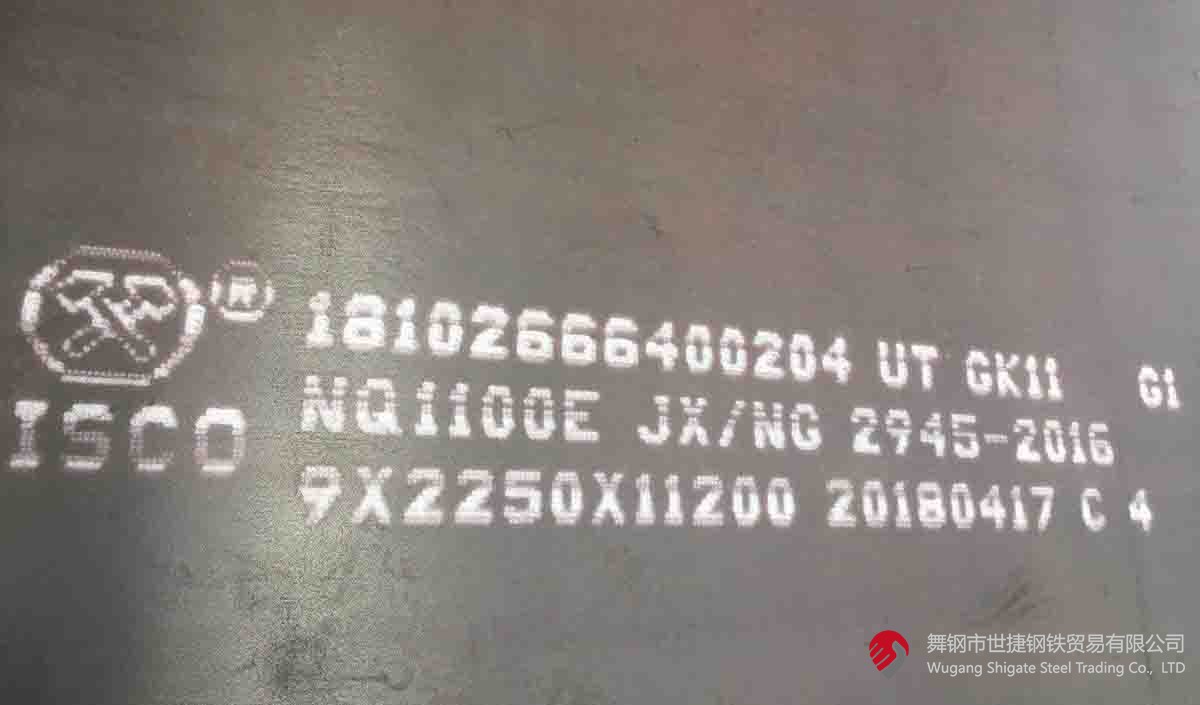 ®
18102666400204 UT GK11 G1
ISCO
NQ1100E JX/NG 2945-2016
9X2250X11200 20180417 C 4
舞钢市世捷钢铁贸易有限公司
Wugang Shigate Steel Trading Co., LTD